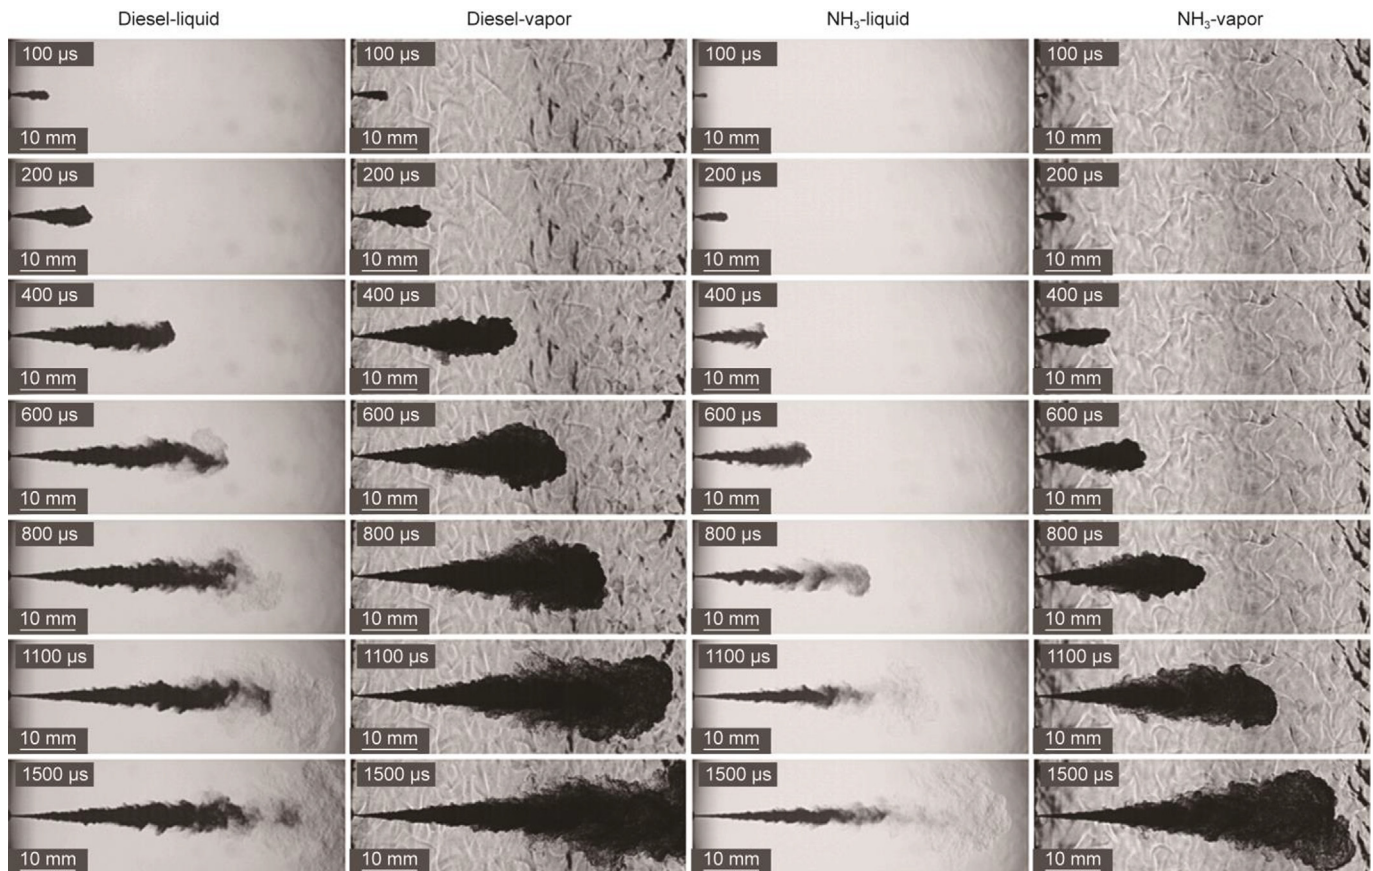 Diesel-liquid Diesel-vapor NH₃-liquid NH₃-vapor
100 µs 100 µs 100 µs 100 µs
10 mm 10 mm 10 mm 10 mm
200 µs 200 µs 200 µs 200 µs
10 mm 10 mm 10 mm 10 mm
400 µs 400 µs 400 µs 400 µs
10 mm 10 mm 10 mm 10 mm
600 µs 600 µs 600 µs 600 µs
10 mm 10 mm 10 mm 10 mm
800 µs 800 µs 800 µs 800 µs
10 mm 10 mm 10 mm 10 mm
1100 µs 1100 µs 1100 µs 1100 µs
10 mm 10 mm 10 mm 10 mm
1500 µs 1500 µs 1500 µs 1500 µs
10 mm 10 mm 10 mm 10 mm